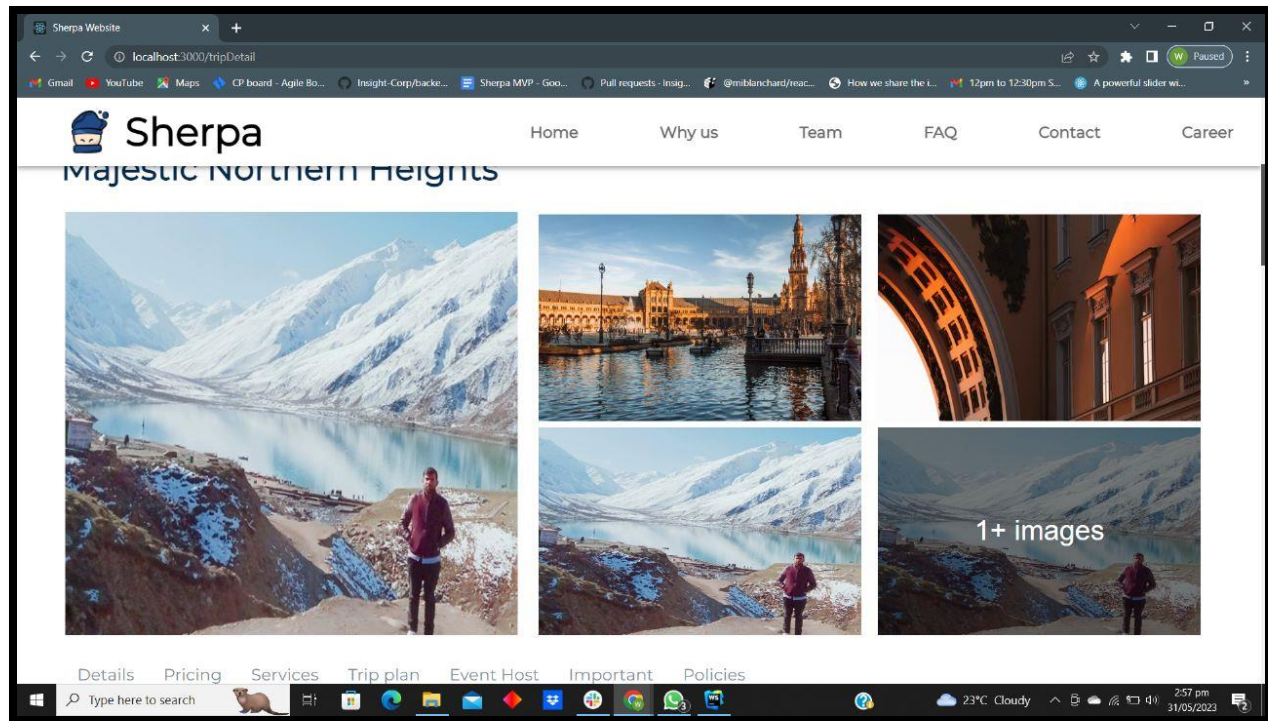 Sherpa Website
localhost:3000/tripDetail
W Paused
Gmail YouTube Maps CP board - Agile Bo... Insight-Corp/backe... Sherpa MVP - Goo... Pull requests - Insig... @miblanchard/reac... How we share the i... 12pm to 12:30pm S... A powerful slider wi...
Sherpa Home Why us Team FAQ Contact Career
Majestic Northern Heights
1+ images
Details Pricing Services Trip plan Event Host Important Policies
Type here to search WS 3 23°C Cloudy 2:57 pm
31/05/2023 2